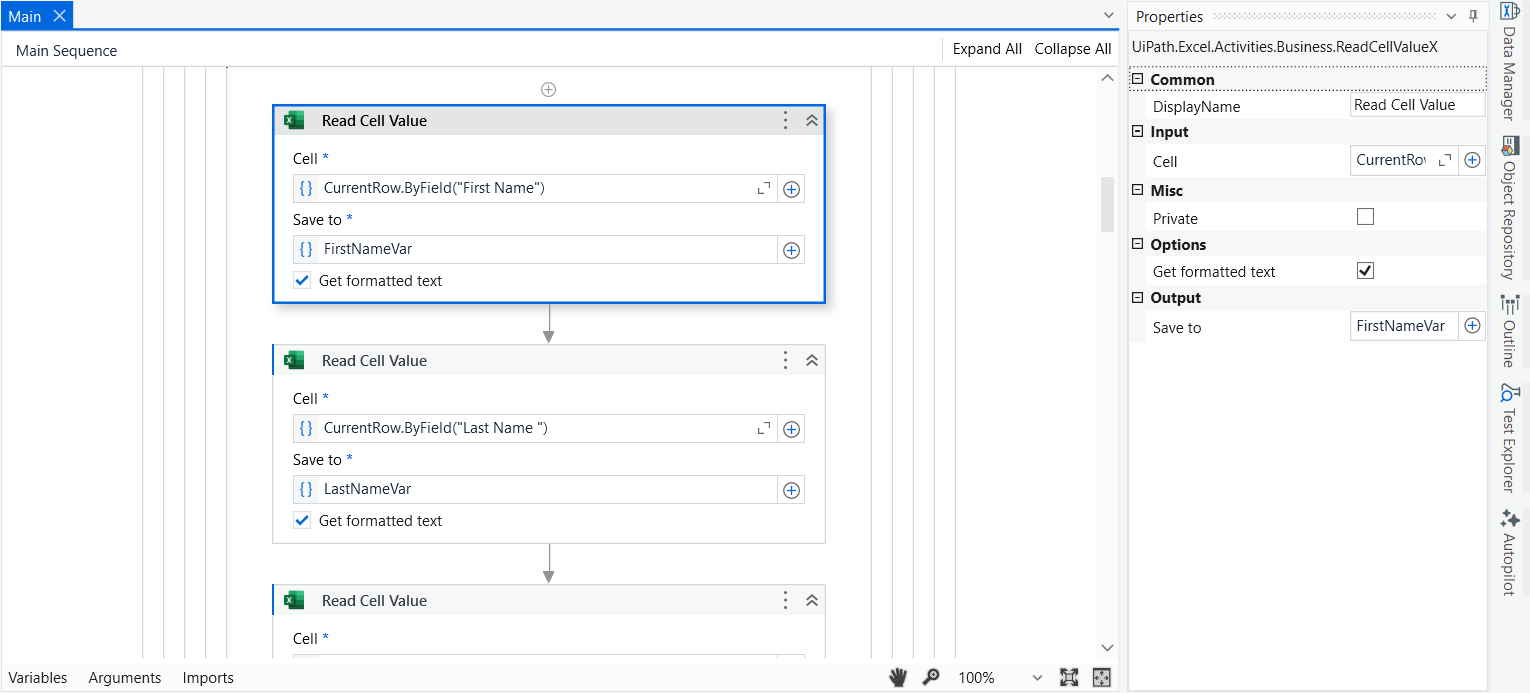 Main
Main Sequence
Expand All Collapse All
Read Cell Value
Cell *
{} CurrentRow.ByField("First Name")
Save to *
{} FirstNameVar
Get formatted text
Read Cell Value
Cell *
{} CurrentRow.ByField("Last Name ")
Save to *
{} LastNameVar
Get formatted text
Read Cell Value
Cell *
Variables Arguments Imports
100%
Properties
UiPath.Excel.Activities.Business.ReadCellValueX
Common
DisplayName Read Cell Value
Input
Cell CurrentRo
Misc
Private
Options
Get formatted text
Output
Save to FirstNameVar
Data Manager
Object Repository
Outline
Test Explorer
Autopilot